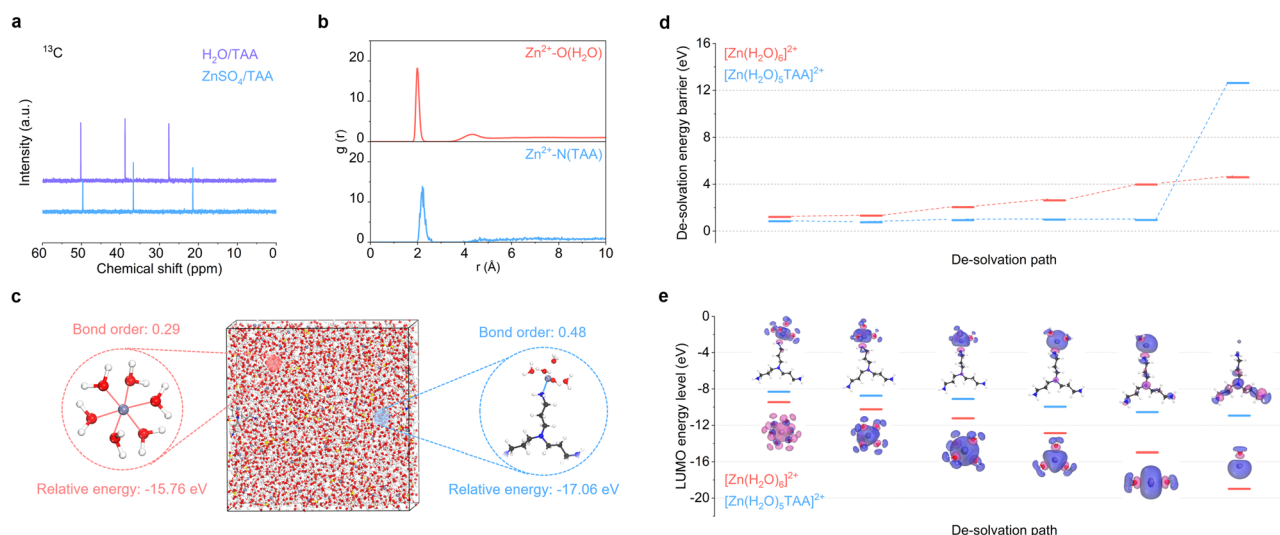 a
¹³C
H₂O/TAA
ZnSO₄/TAA
Intensity (a.u.)
60 50 40 30 20 10 0
Chemical shift (ppm)
b
Zn²⁺-O(H₂O)
20
10
0
g (r)
Zn²⁺-N(TAA)
20
10
0
0 2 4 6 8 10
r (Å)
c
Bond order: 0.29
Relative energy: -15.76 eV
Bond order: 0.48
Relative energy: -17.06 eV
d
[Zn(H₂O)₆]²⁺
[Zn(H₂O)₅TAA]²⁺
De-solvation energy barrier (eV)
16
12
8
4
0
De-solvation path
e
LUMO energy level (eV)
0
-4
-8
-12
-16
-20
[Zn(H₂O)₆]²⁺
[Zn(H₂O)₅TAA]²⁺
De-solvation path